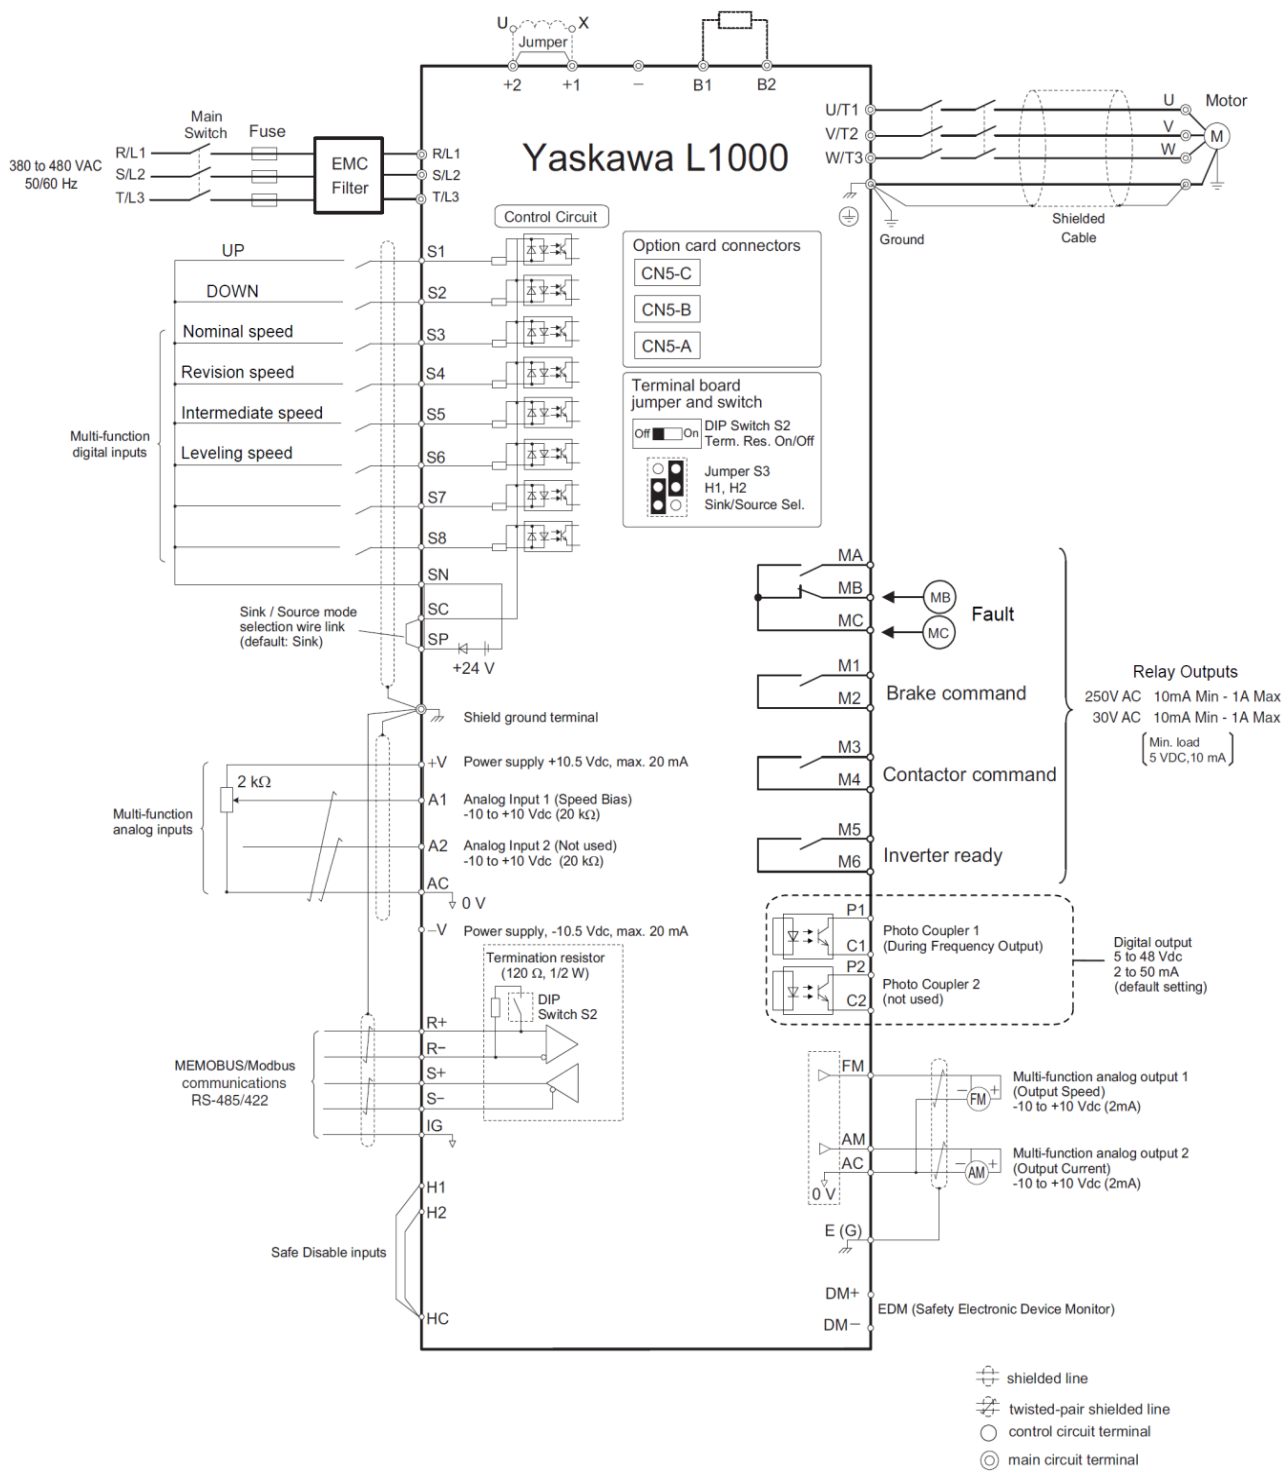 U X
Jumper
+2 +1 − B1 B2
Yaskawa L1000
Main
Switch
Fuse
380 to 480 VAC
50/60 Hz
R/L1
S/L2
T/L3
EMC
Filter
R/L1
S/L2
T/L3
U/T1
V/T2
W/T3
U
V
W
Motor
M
Ground
Shielded
Cable
Control Circuit
UP
DOWN
Nominal speed
Revision speed
Intermediate speed
Leveling speed
Multi-function
digital inputs
S1
S2
S3
S4
S5
S6
S7
S8
SN
SC
SP
+24 V
Sink / Source mode
selection wire link
(default: Sink)
Option card connectors
CN5-C
CN5-B
CN5-A
Terminal board
jumper and switch
Off On
DIP Switch S2
Term. Res. On/Off
Jumper S3
H1, H2
Sink/Source Sel.
MA
MB
MC
MB
MC
Fault
M1
M2
Brake command
M3
M4
Contactor command
M5
M6
Inverter ready
Relay Outputs
250V AC 10mA Min - 1A Max
30V AC 10mA Min - 1A Max
Min. load
5 VDC,10 mA
Shield ground terminal
Multi-function
analog inputs
2 kΩ
+V Power supply +10.5 Vdc, max. 20 mA
A1 Analog Input 1 (Speed Bias)
-10 to +10 Vdc (20 kΩ)
A2 Analog Input 2 (Not used)
-10 to +10 Vdc (20 kΩ)
AC
0 V
−V Power supply, -10.5 Vdc, max. 20 mA
Termination resistor
(120 Ω, 1/2 W)
DIP
Switch S2
MEMOBUS/Modbus
communications
RS-485/422
R+
R−
S+
S−
IG
H1
H2
Safe Disable inputs
HC
P1
C1
P2
C2
Photo Coupler 1
(During Frequency Output)
Photo Coupler 2
(not used)
Digital output
5 to 48 Vdc
2 to 50 mA
(default setting)
FM
− +
FM
Multi-function analog output 1
(Output Speed)
-10 to +10 Vdc (2mA)
AM
AC
0 V
− +
AM
Multi-function analog output 2
(Output Current)
-10 to +10 Vdc (2mA)
E (G)
DM+
DM−
EDM (Safety Electronic Device Monitor)
shielded line
twisted-pair shielded line
control circuit terminal
main circuit terminal